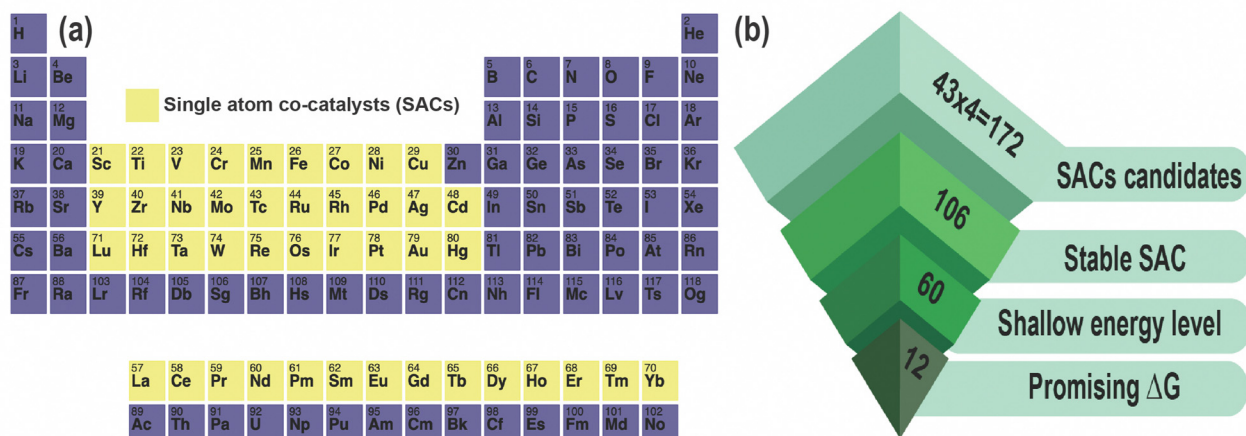 (a)
1 2
H He
3 4 5 6 7 8 9 10
Li Be B C N O F Ne
Single atom co-catalysts (SACs)
11 12 13 14 15 16 17 18
Na Mg Al Si P S Cl Ar
19 20 21 22 23 24 25 26 27 28 29 30 31 32 33 34 35 36
K Ca Sc Ti V Cr Mn Fe Co Ni Cu Zn Ga Ge As Se Br Kr
37 38 39 40 41 42 43 44 45 46 47 48 49 50 51 52 53 54
Rb Sr Y Zr Nb Mo Tc Ru Rh Pd Ag Cd In Sn Sb Te I Xe
55 56 71 72 73 74 75 76 77 78 79 80 81 82 83 84 85 86
Cs Ba Lu Hf Ta W Re Os Ir Pt Au Hg Tl Pb Bi Po At Rn
87 88 103 104 105 106 107 108 109 110 111 112 113 114 115 116 117 118
Fr Ra Lr Rf Db Sg Bh Hs Mt Ds Rg Cn Nh Fl Mc Lv Ts Og
57 58 59 60 61 62 63 64 65 66 67 68 69 70
La Ce Pr Nd Pm Sm Eu Gd Tb Dy Ho Er Tm Yb
89 90 91 92 93 94 95 96 97 98 99 100 101 102
Ac Th Pa U Np Pu Am Cm Bk Cf Es Fm Md No
(b)
43x4=172
SACs candidates
106
Stable SAC
60
Shallow energy level
12
Promising ΔG